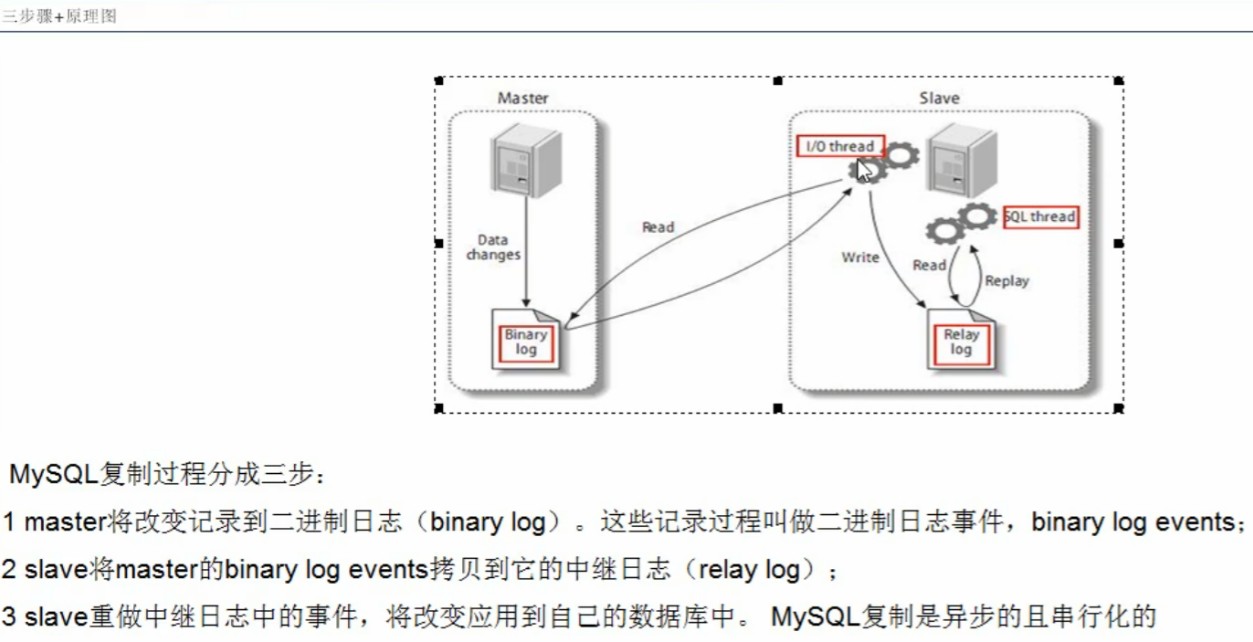 三步骤+原理图
Master
Slave
I/O thread
SQL thread
Data
changes
Read
Write
Read
Replay
Binary
log
Relay
log
MySQL复制过程分成三步：
1 master将改变记录到二进制日志（binary log）。这些记录过程叫做二进制日志事件，binary log events；
2 slave将master的binary log events拷贝到它的中继日志（relay log）；
3 slave重做中继日志中的事件，将改变应用到自己的数据库中。 MySQL复制是异步的且串行化的